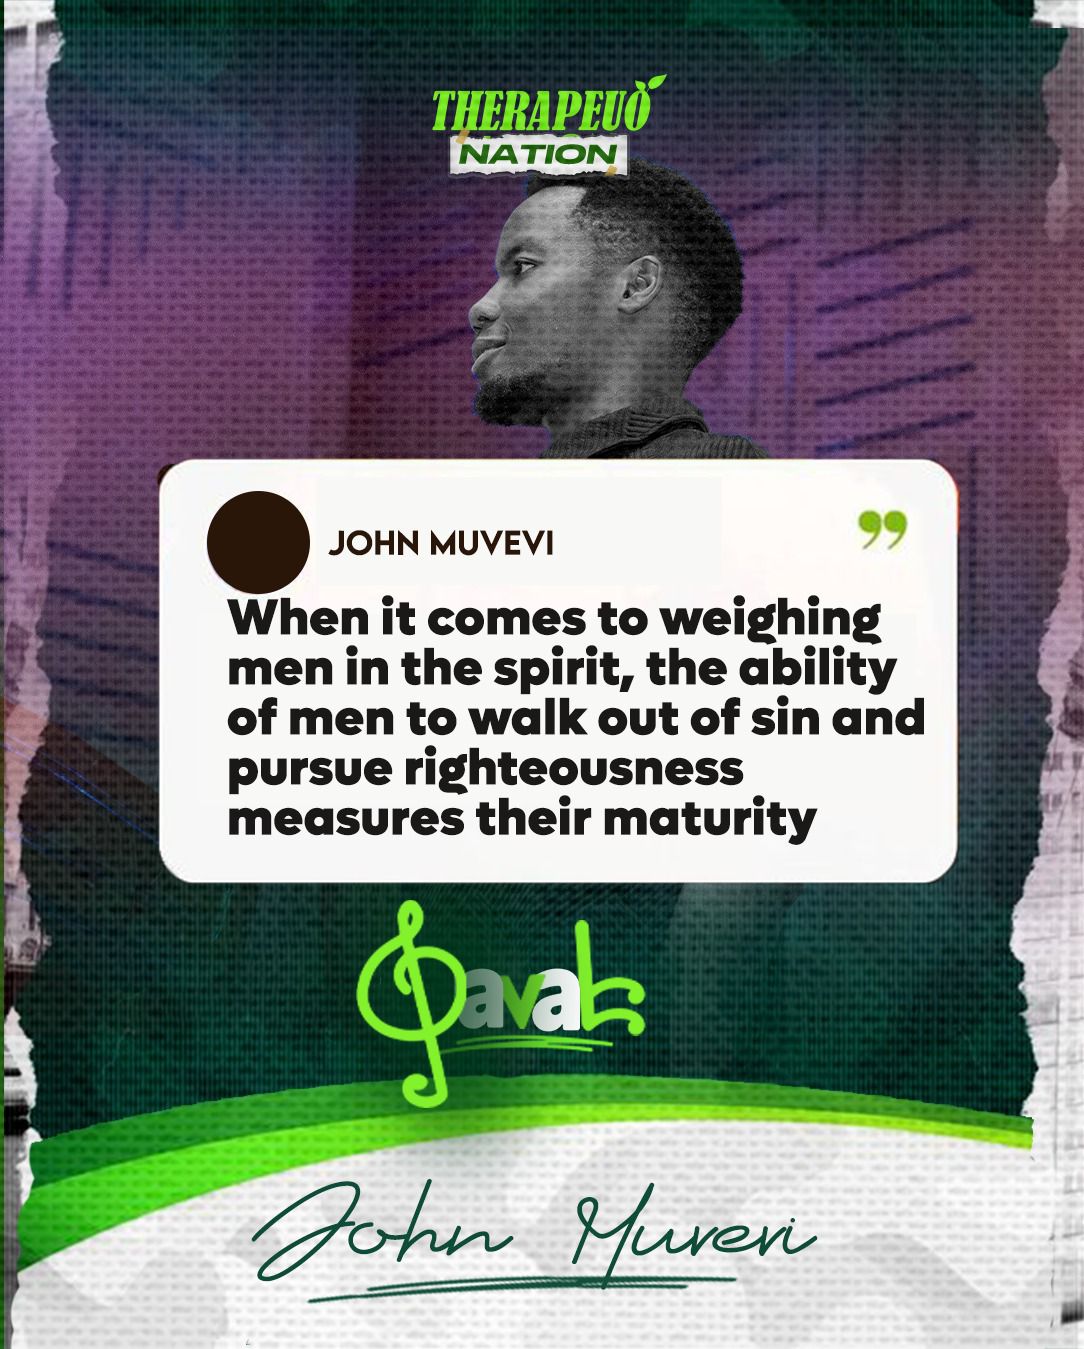 THERAPEUO
NATION
JOHN MUVEVI
”
When it comes to weighing
men in the spirit, the ability
of men to walk out of sin and
pursue righteousness
measures their maturity
avah
John Muvevi